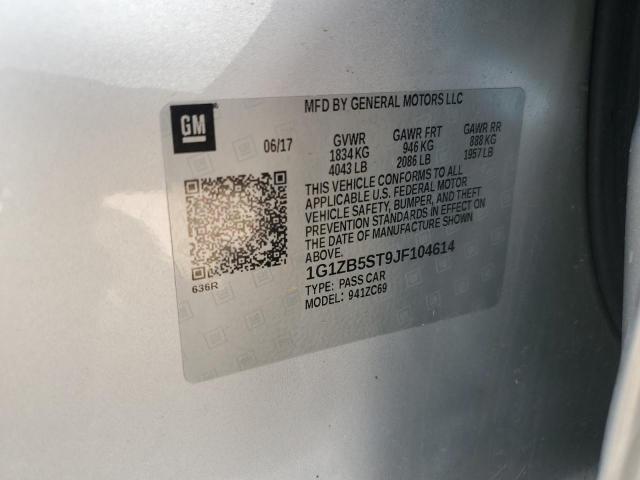 MFD BY GENERAL MOTORS LLC
GM
06/17 GVWR GAWR FRT GAWR RR
1834 KG 946 KG 888 KG
4043 LB 2086 LB 1957 LB
THIS VEHICLE CONFORMS TO ALL
APPLICABLE U.S. FEDERAL MOTOR
VEHICLE SAFETY, BUMPER, AND THEFT
PREVENTION STANDARDS IN EFFECT ON
THE DATE OF MANUFACTURE SHOWN
ABOVE.
1G1ZB5ST9JF104614
TYPE: PASS CAR
MODEL: 941ZC69
636R